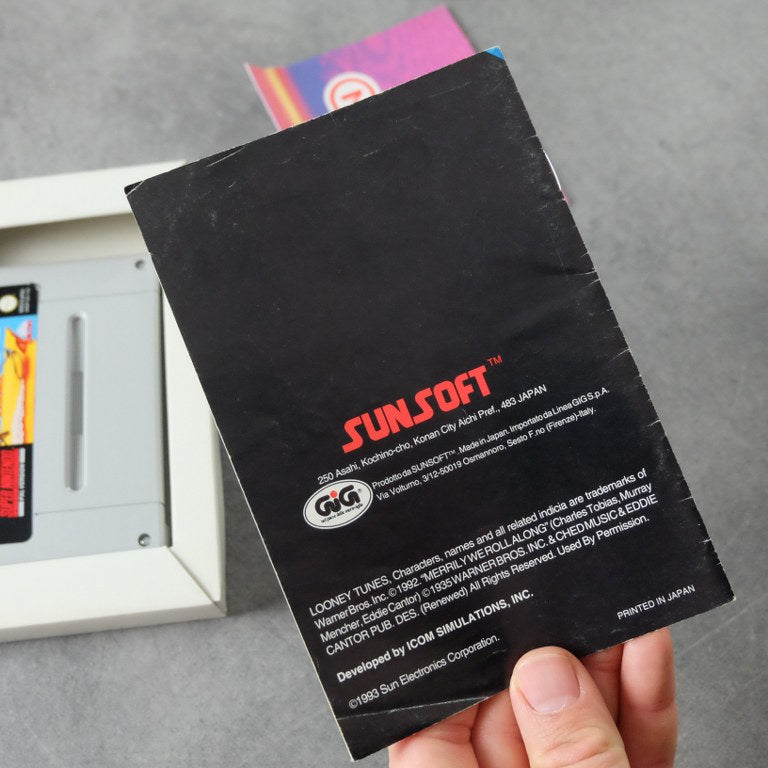 SUNSOFT™
250 Asahi, Kochino-cho, Konan City Aichi Pref., 483 JAPAN
GiG®
Prodotto da SUNSOFT™. Made in Japan. Importato da Linea GIG S.p.A.
Via Volturno, 3/12-50019 Osmannoro, Sesto F.no (Firenze)-Italy.
LOONEY TUNES, Characters, names and all related indicia are trademarks of
Warner Bros. Inc. ©1992. "MERRILY WE ROLL ALONG" (Charles Tobias, Murray
Mencher, Eddie Cantor) ©1935 WARNER BROS. INC. & CHED MUSIC & EDDIE
CANTOR PUB. DES. (Renewed) All Rights Reserved. Used By Permission.
Developed by ICOM SIMULATIONS, INC.
©1993 Sun Electronics Corporation.
PRINTED IN JAPAN
SUPER NINTENDO